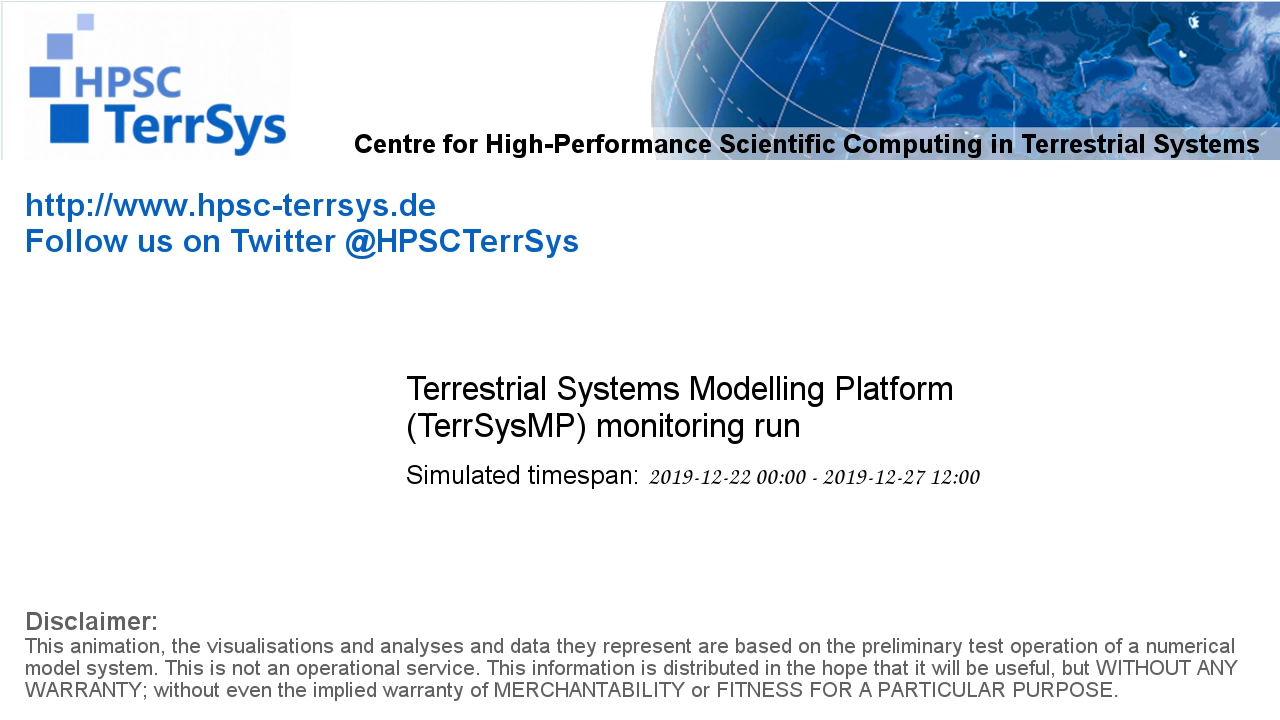 HPSC
TerrSys
Centre for High-Performance Scientific Computing in Terrestrial Systems
http://www.hpsc-terrsys.de
Follow us on Twitter @HPSCTerrSys
Terrestrial Systems Modelling Platform
(TerrSysMP) monitoring run
Simulated timespan: 2019-12-22 00:00 - 2019-12-27 12:00
Disclaimer:
This animation, the visualisations and analyses and data they represent are based on the preliminary test operation of a numerical
model system. This is not an operational service. This information is distributed in the hope that it will be useful, but WITHOUT ANY
WARRANTY; without even the implied warranty of MERCHANTABILITY or FITNESS FOR A PARTICULAR PURPOSE.